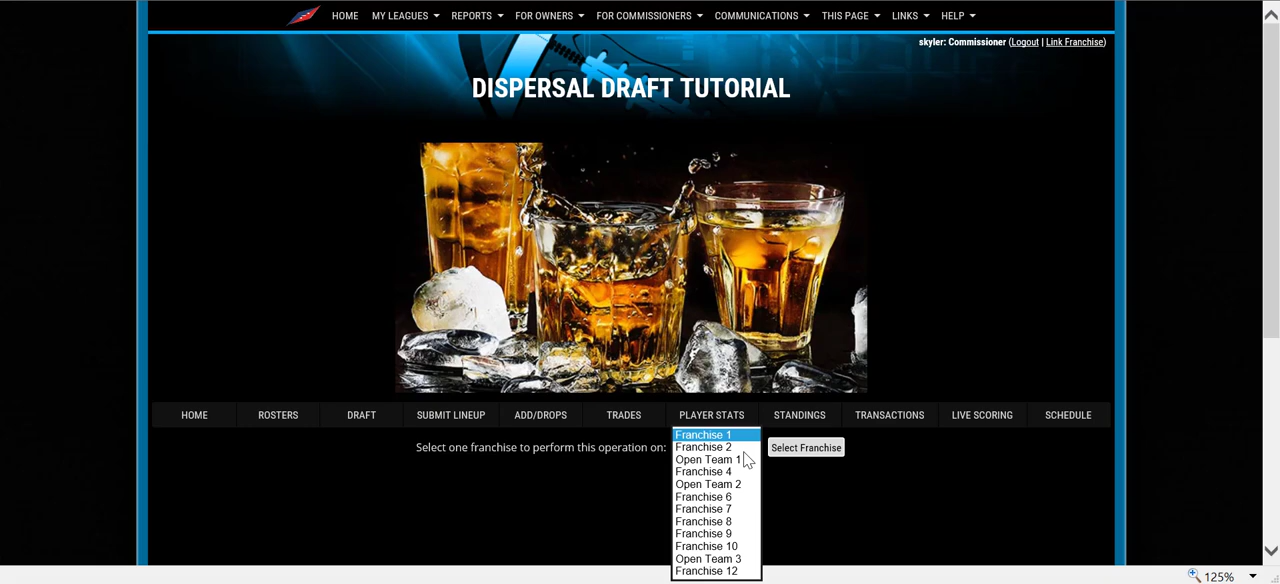 HOME MY LEAGUES REPORTS FOR OWNERS FOR COMMISSIONERS COMMUNICATIONS THIS PAGE LINKS HELP
skyler: Commissioner (Logout | Link Franchise)
DISPERSAL DRAFT TUTORIAL
HOME ROSTERS DRAFT SUBMIT LINEUP ADD/DROPS TRADES PLAYER STATS STANDINGS TRANSACTIONS LIVE SCORING SCHEDULE
Select one franchise to perform this operation on: Select Franchise
Franchise 1
Franchise 2
Open Team 1
Franchise 4
Open Team 2
Franchise 6
Franchise 7
Franchise 8
Franchise 9
Franchise 10
Open Team 3
Franchise 12
125%